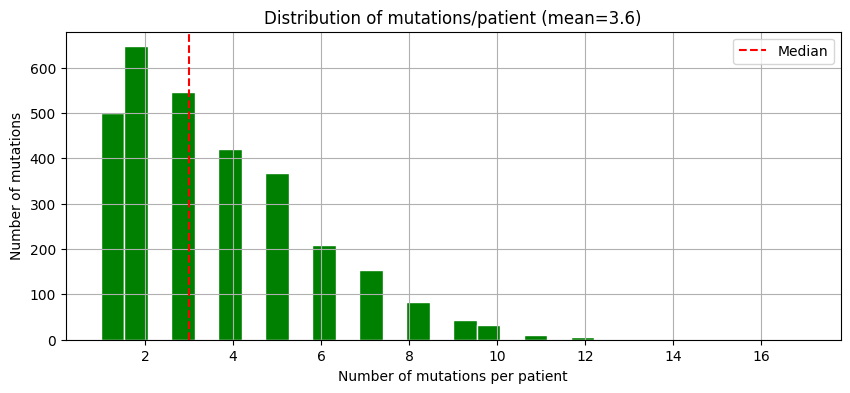 Distribution of mutations/patient (mean=3.6)
Median
Number of mutations
600
500
400
300
200
100
0
2 4 6 8 10 12 14 16
Number of mutations per patient